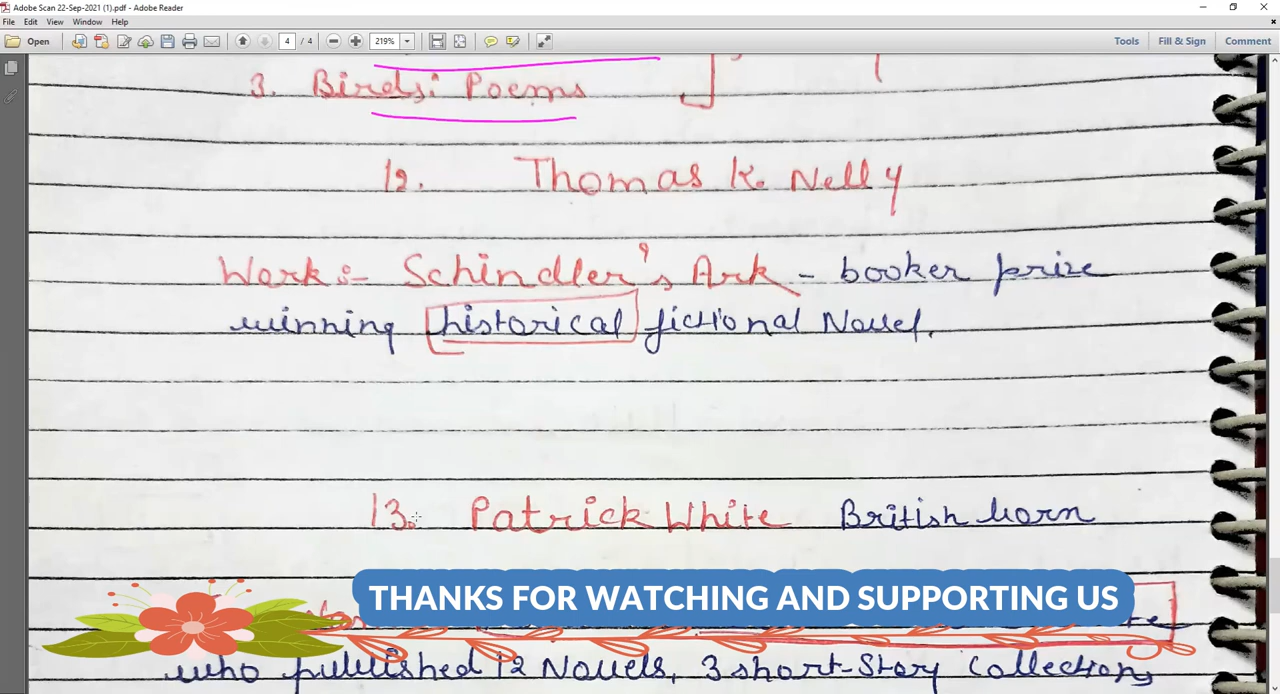 Adobe Scan 22-Sep-2021 (1).pdf - Adobe Reader
File Edit View Window Help
Open 4 / 4 219% Tools Fill & Sign Comment
3. Birds: Poems
12. Thomas K. Nelly
Work:- Schindler's Ark - booker prize
winning historical fictional Novel.
13. Patrick White British born
THANKS FOR WATCHING AND SUPPORTING US
who published 12 Novels, 3 short-Story Collection,